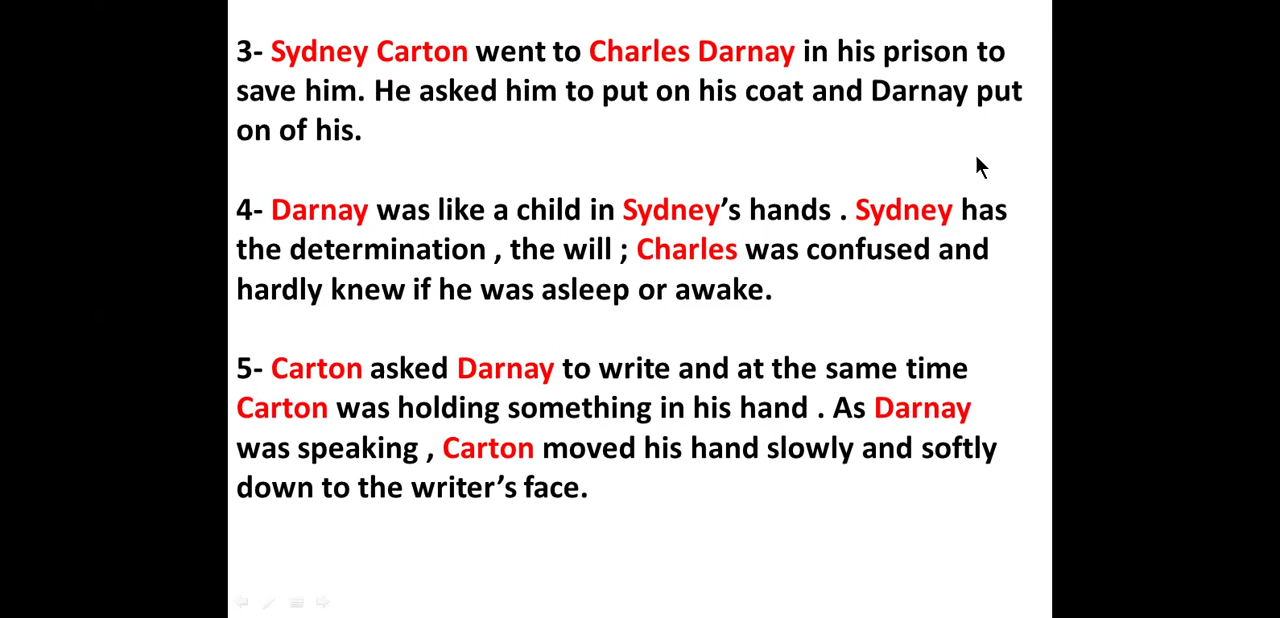 3- Sydney Carton went to Charles Darnay in his prison to
save him. He asked him to put on his coat and Darnay put
on of his.
4- Darnay was like a child in Sydney’s hands . Sydney has
the determination , the will ; Charles was confused and
hardly knew if he was asleep or awake.
5- Carton asked Darnay to write and at the same time
Carton was holding something in his hand . As Darnay
was speaking , Carton moved his hand slowly and softly
down to the writer’s face.